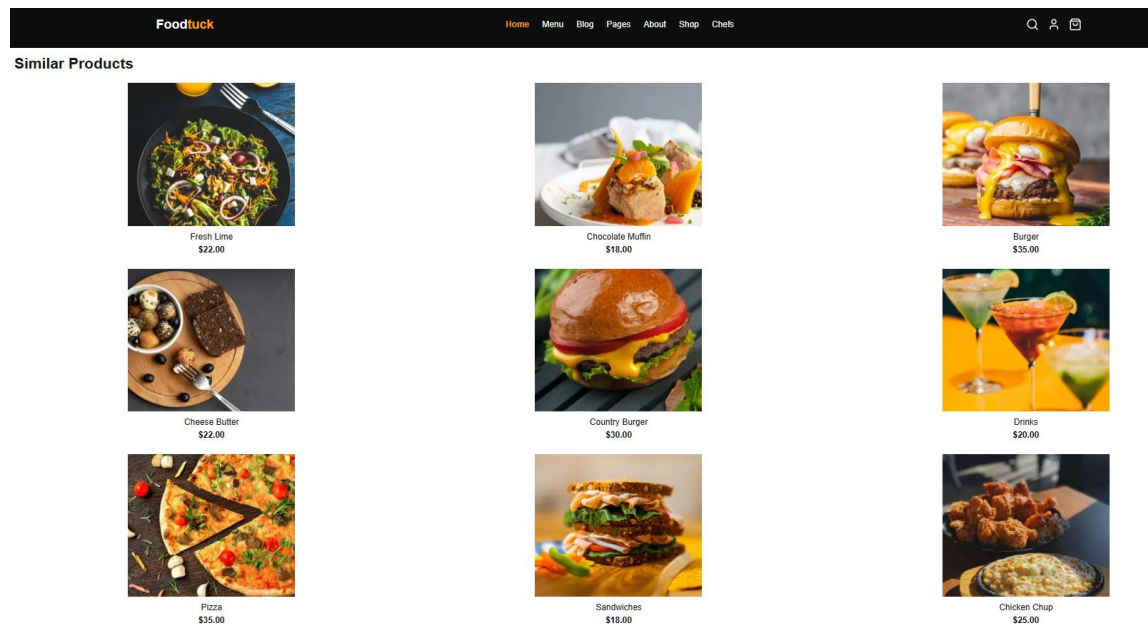 Foodtuck
Home Menu Blog Pages About Shop Chefs
Similar Products
Fresh Lime
$22.00
Chocolate Muffin
$18.00
Burger
$35.00
Cheese Butter
$22.00
Country Burger
$30.00
Drinks
$20.00
Pizza
$35.00
Sandwiches
$18.00
Chicken Chup
$25.00